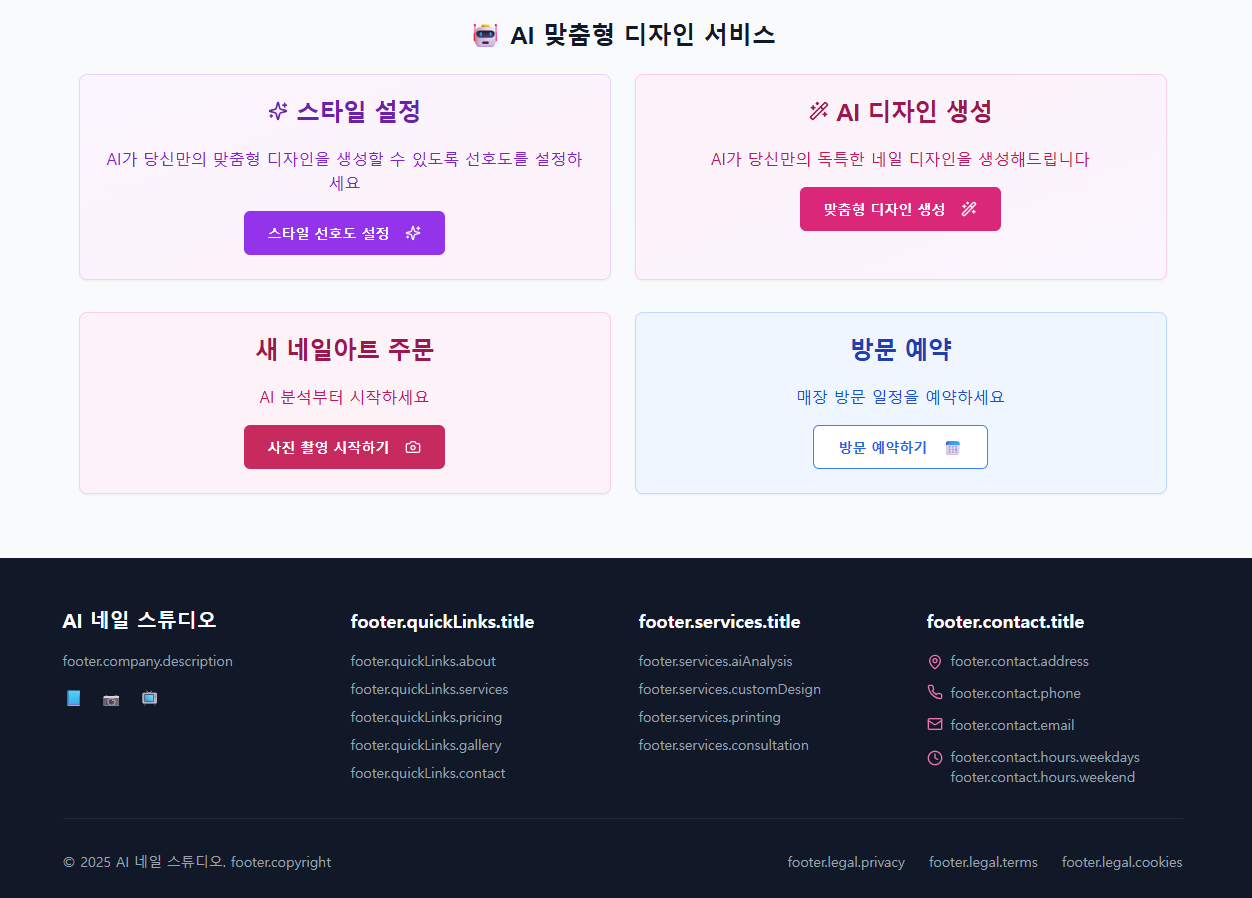 AI 맞춤형 디자인 서비스
스타일 설정
AI가 당신만의 맞춤형 디자인을 생성할 수 있도록 선호도를 설정하
세요
스타일 선호도 설정
AI 디자인 생성
AI가 당신만의 독특한 네일 디자인을 생성해드립니다
맞춤형 디자인 생성
새 네일아트 주문
AI 분석부터 시작하세요
사진 촬영 시작하기
방문 예약
매장 방문 일정을 예약하세요
방문 예약하기
AI 네일 스튜디오
footer.company.description
footer.quickLinks.title
footer.quickLinks.about
footer.quickLinks.services
footer.quickLinks.pricing
footer.quickLinks.gallery
footer.quickLinks.contact
footer.services.title
footer.services.aiAnalysis
footer.services.customDesign
footer.services.printing
footer.services.consultation
footer.contact.title
footer.contact.address
footer.contact.phone
footer.contact.email
footer.contact.hours.weekdays
footer.contact.hours.weekend
© 2025 AI 네일 스튜디오. footer.copyright
footer.legal.privacy
footer.legal.terms
footer.legal.cookies